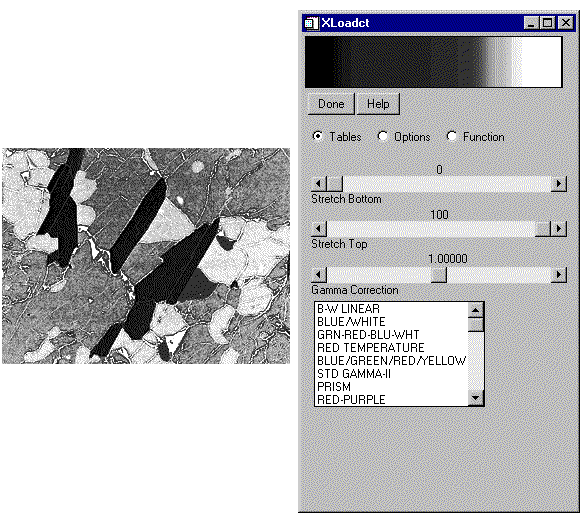 XLoadct
Done Help
Tables Options Function
0
Stretch Bottom
100
Stretch Top
1.00000
Gamma Correction
B-W LINEAR
BLUE/WHITE
GRN-RED-BLU-WHT
RED TEMPERATURE
BLUE/GREEN/RED/YELLOW
STD GAMMA-II
PRISM
RED-PURPLE